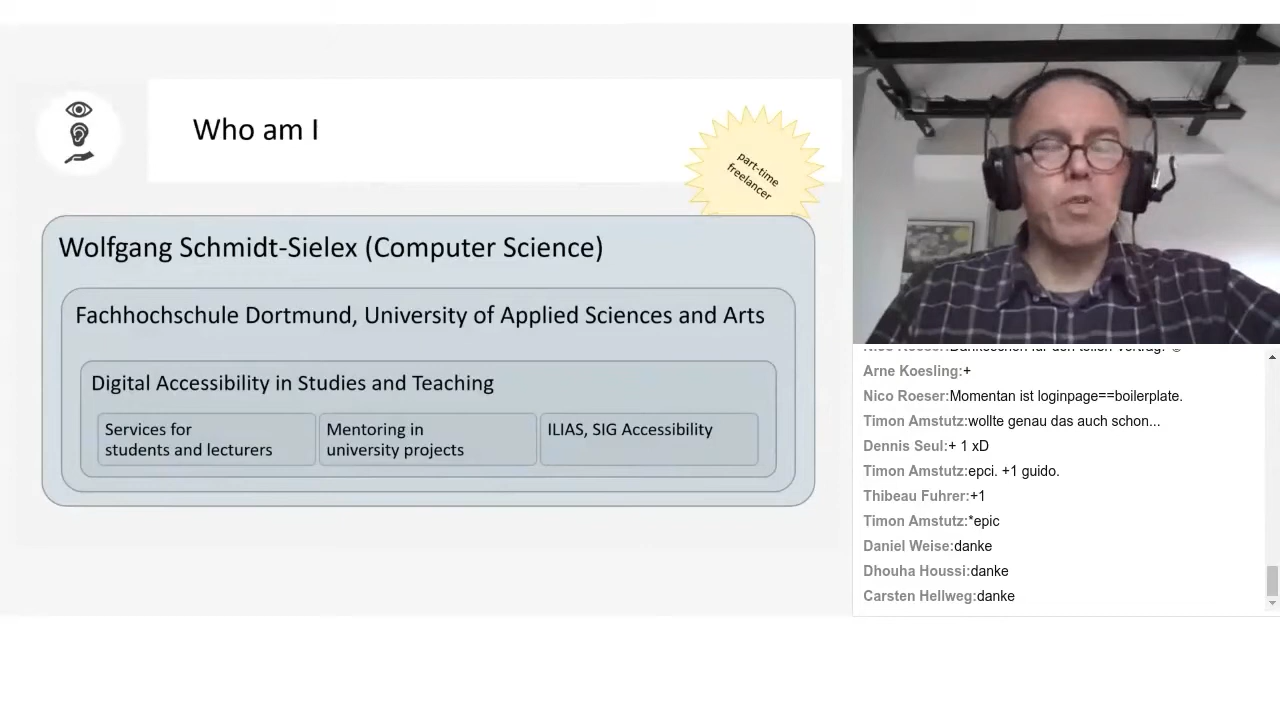 Who am I
part-time
freelancer
Wolfgang Schmidt-Sielex (Computer Science)
Fachhochschule Dortmund, University of Applied Sciences and Arts
Digital Accessibility in Studies and Teaching
Services for
students and lecturers
Mentoring in
university projects
ILIAS, SIG Accessibility
Arne Koesling:+
Nico Roeser:Momentan ist loginpage==boilerplate.
Timon Amstutz:wollte genau das auch schon...
Dennis Seul:+ 1 xD
Timon Amstutz:epci. +1 guido.
Thibeau Fuhrer:+1
Timon Amstutz:*epic
Daniel Weise:danke
Dhouha Houssi:danke
Carsten Hellweg:danke